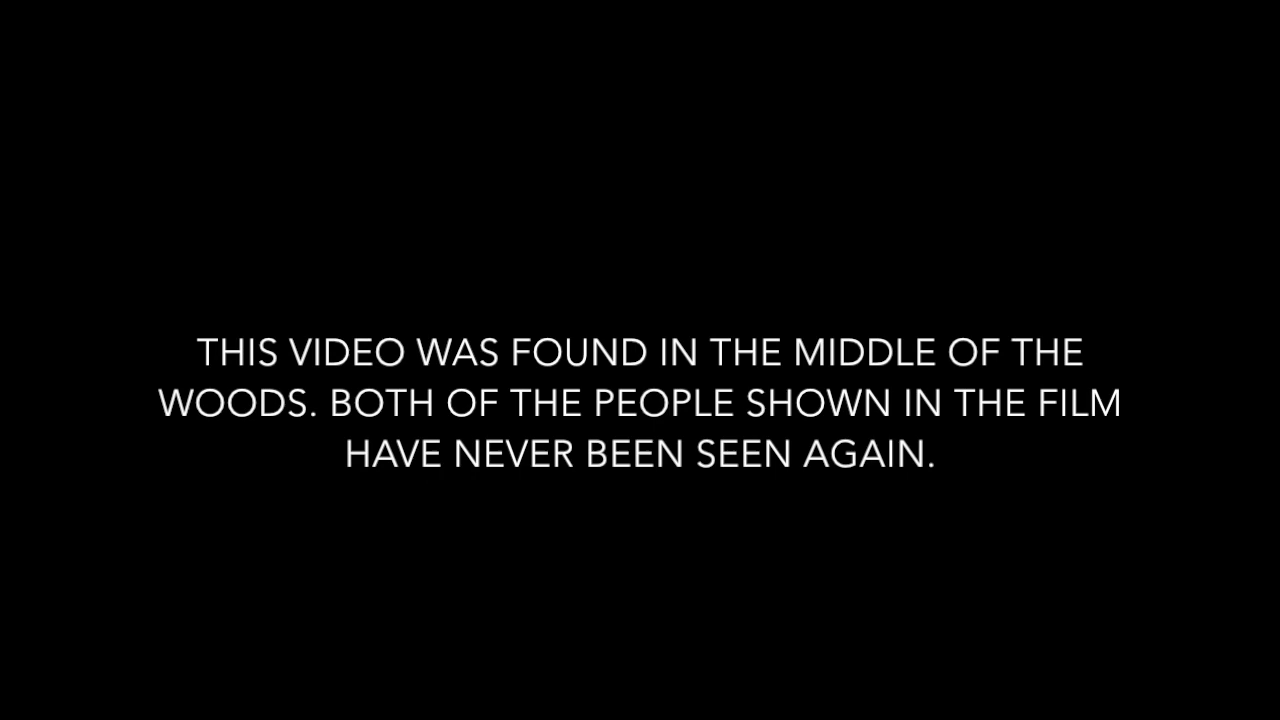 THIS VIDEO WAS FOUND IN THE MIDDLE OF THE
WOODS. BOTH OF THE PEOPLE SHOWN IN THE FILM
HAVE NEVER BEEN SEEN AGAIN.